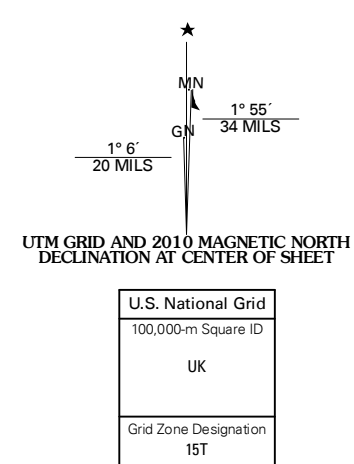 ★
MN
1° 55´
34 MILS
GN
1° 6´
20 MILS
UTM GRID AND 2010 MAGNETIC NORTH
DECLINATION AT CENTER OF SHEET
U.S. National Grid
100,000-m Square ID
UK
Grid Zone Designation
15T